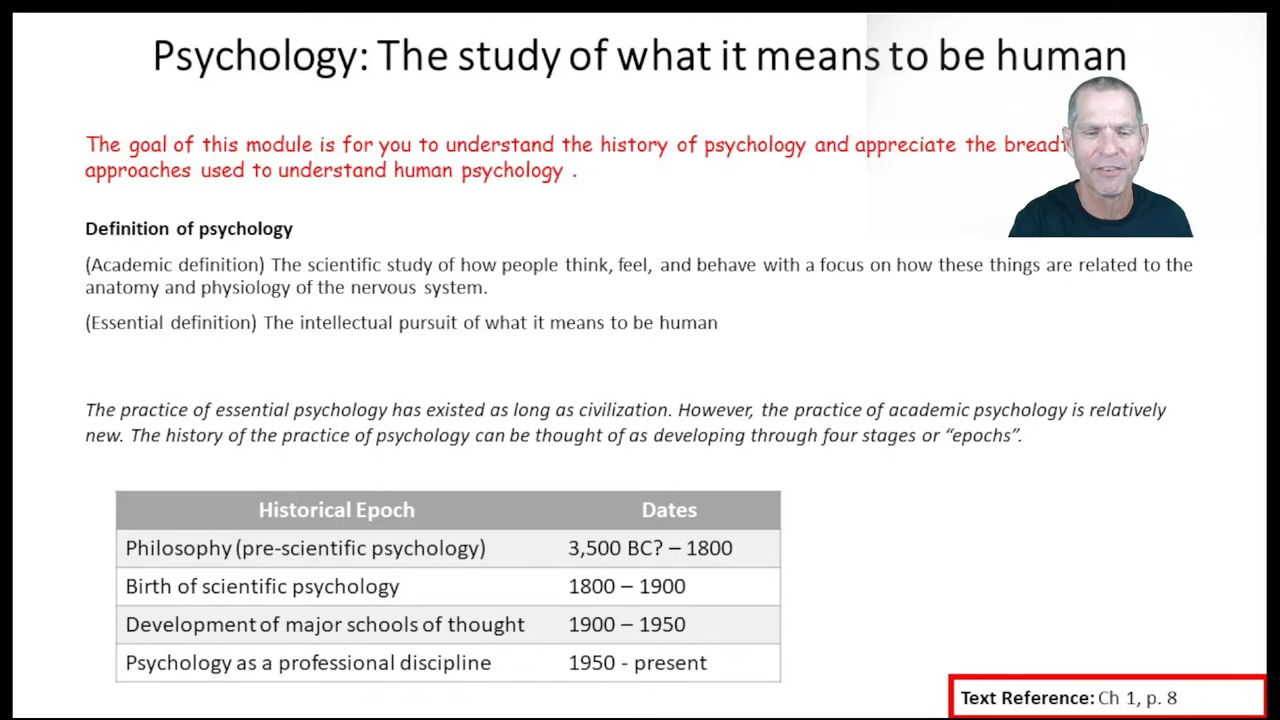 Psychology: The study of what it means to be human
The goal of this module is for you to understand the history of psychology and appreciate the
approaches used to understand human psychology .
Definition of psychology
(Academic definition) The scientific study of how people think, feel, and behave with a focus on how these things are related to the
anatomy and physiology of the nervous system.
(Essential definition) The intellectual pursuit of what it means to be human
The practice of essential psychology has existed as long as civilization. However, the practice of academic psychology is relatively
new. The history of the practice of psychology can be thought of as developing through four stages or “epochs”.
Historical Epoch Dates
Philosophy (pre-scientific psychology) 3,500 BC? – 1800
Birth of scientific psychology 1800 – 1900
Development of major schools of thought 1900 – 1950
Psychology as a professional discipline 1950 - present
Text Reference: Ch 1, p. 8